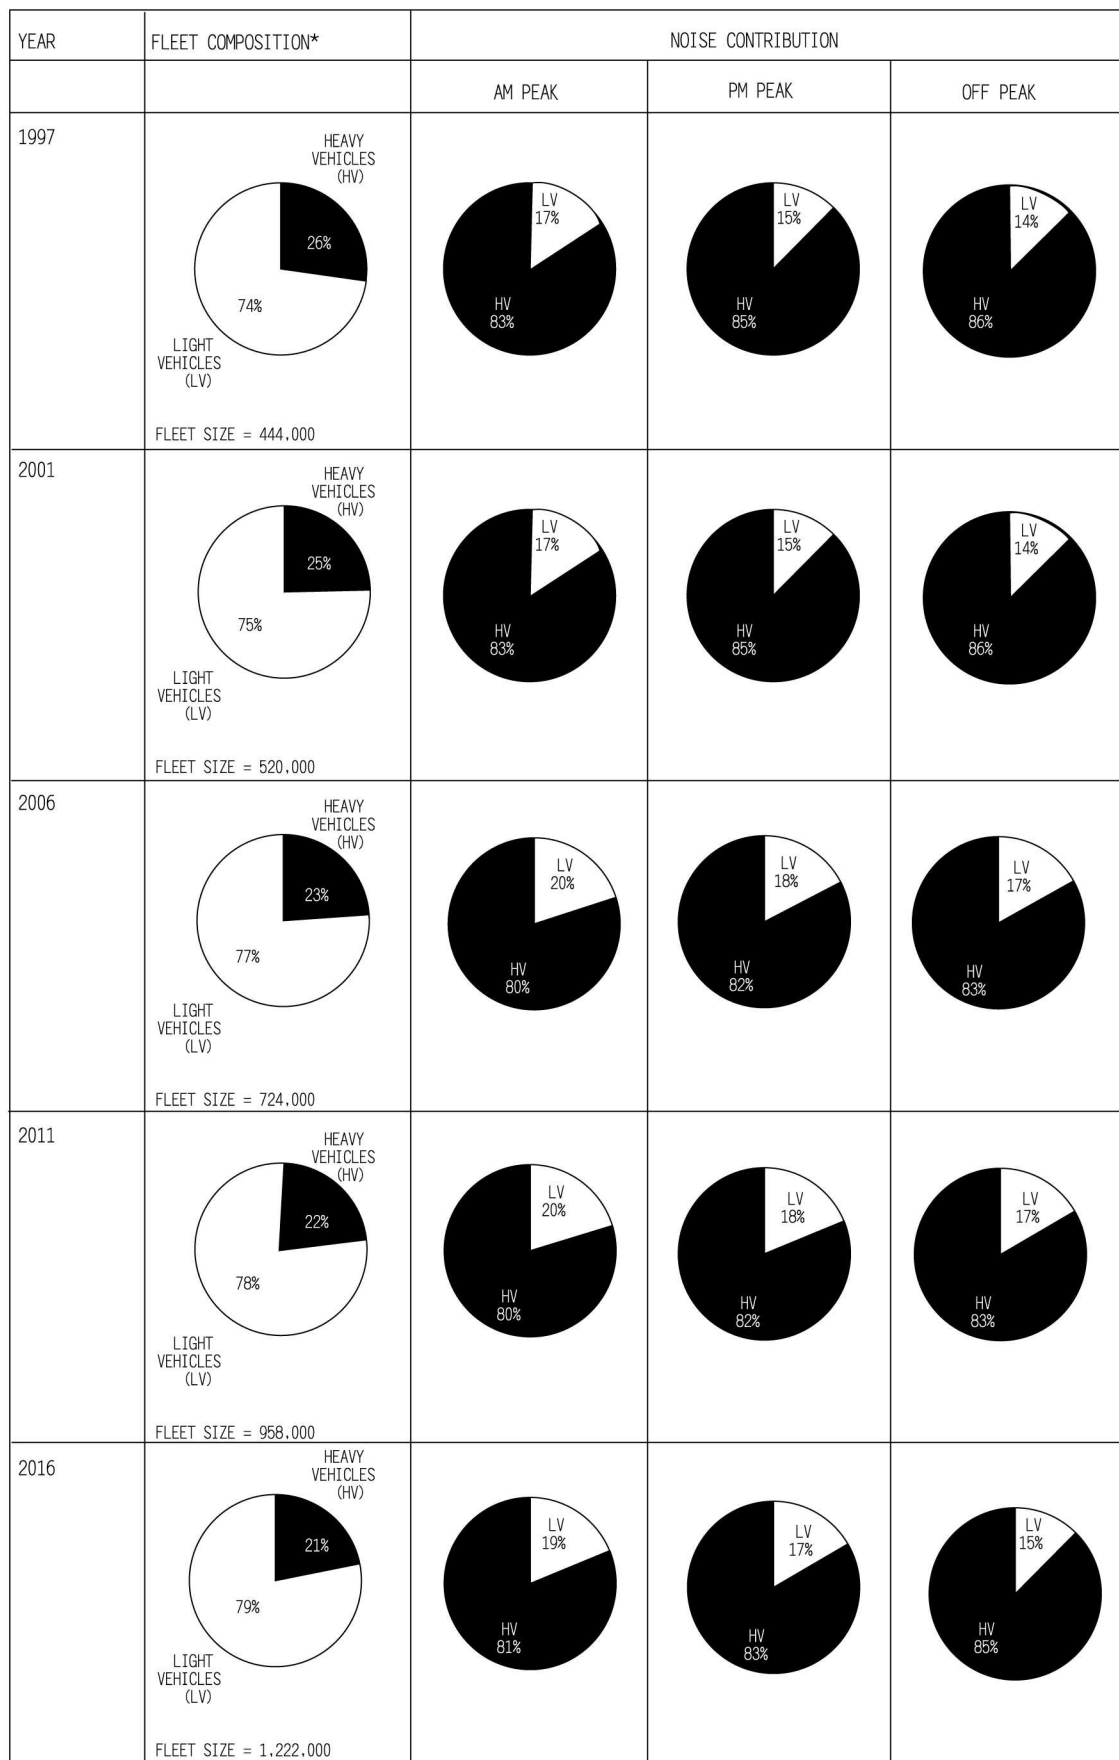 YEAR
FLEET COMPOSITION*
NOISE CONTRIBUTION
AM PEAK
PM PEAK
OFF PEAK
1997
HEAVY
VEHICLES
(HV)
26%
74%
LIGHT
VEHICLES
(LV)
FLEET SIZE = 444,000
LV
17%
HV
83%
LV
15%
HV
85%
LV
14%
HV
86%
2001
HEAVY
VEHICLES
(HV)
25%
75%
LIGHT
VEHICLES
(LV)
FLEET SIZE = 520,000
LV
17%
HV
83%
LV
15%
HV
85%
LV
14%
HV
86%
2006
HEAVY
VEHICLES
(HV)
23%
77%
LIGHT
VEHICLES
(LV)
FLEET SIZE = 724,000
LV
20%
HV
80%
LV
18%
HV
82%
LV
17%
HV
83%
2011
HEAVY
VEHICLES
(HV)
22%
78%
LIGHT
VEHICLES
(LV)
FLEET SIZE = 958,000
LV
20%
HV
80%
LV
18%
HV
82%
LV
17%
HV
83%
2016
HEAVY
VEHICLES
(HV)
21%
79%
LIGHT
VEHICLES
(LV)
FLEET SIZE = 1,222,000
LV
19%
HV
81%
LV
17%
HV
83%
LV
15%
HV
85%